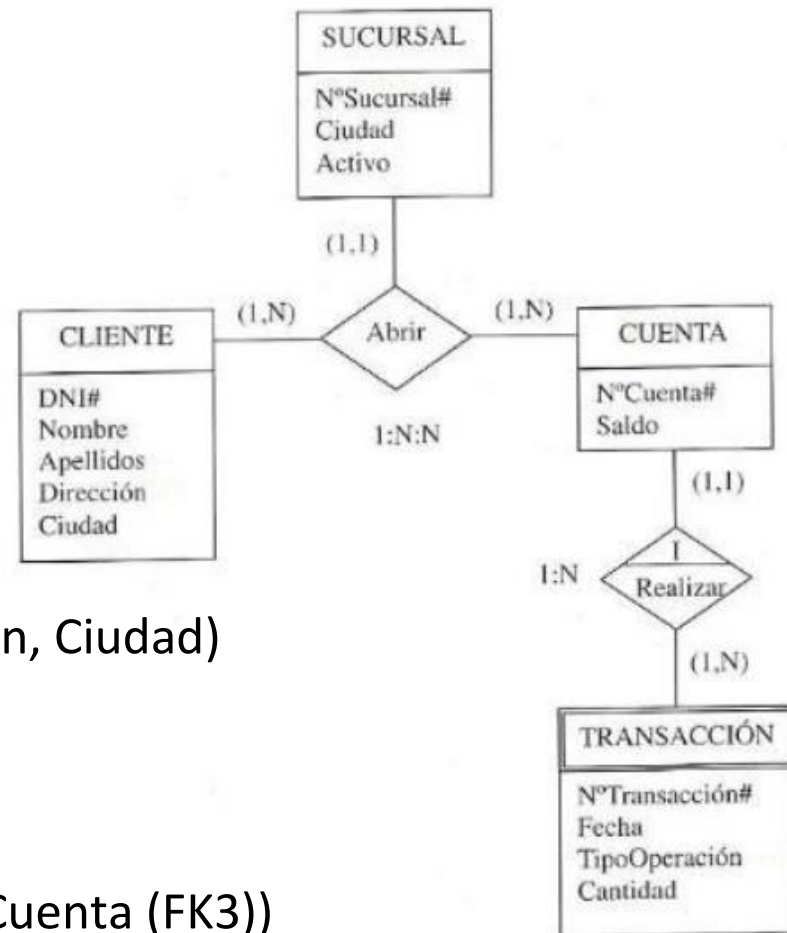 SUCURSAL
NºSucursal#
Ciudad
Activo
(1,1)
(1,N)
Abrir
(1,N)
CLIENTE
DNI#
Nombre
Apellidos
Dirección
Ciudad
1:N:N
CUENTA
NºCuenta#
Saldo
(1,1)
I
1:N
Realizar
(1,N)
n, Ciudad)
TRANSACCIÓN
NºTransacción#
Fecha
TipoOperación
Cantidad
Cuenta (FK3))